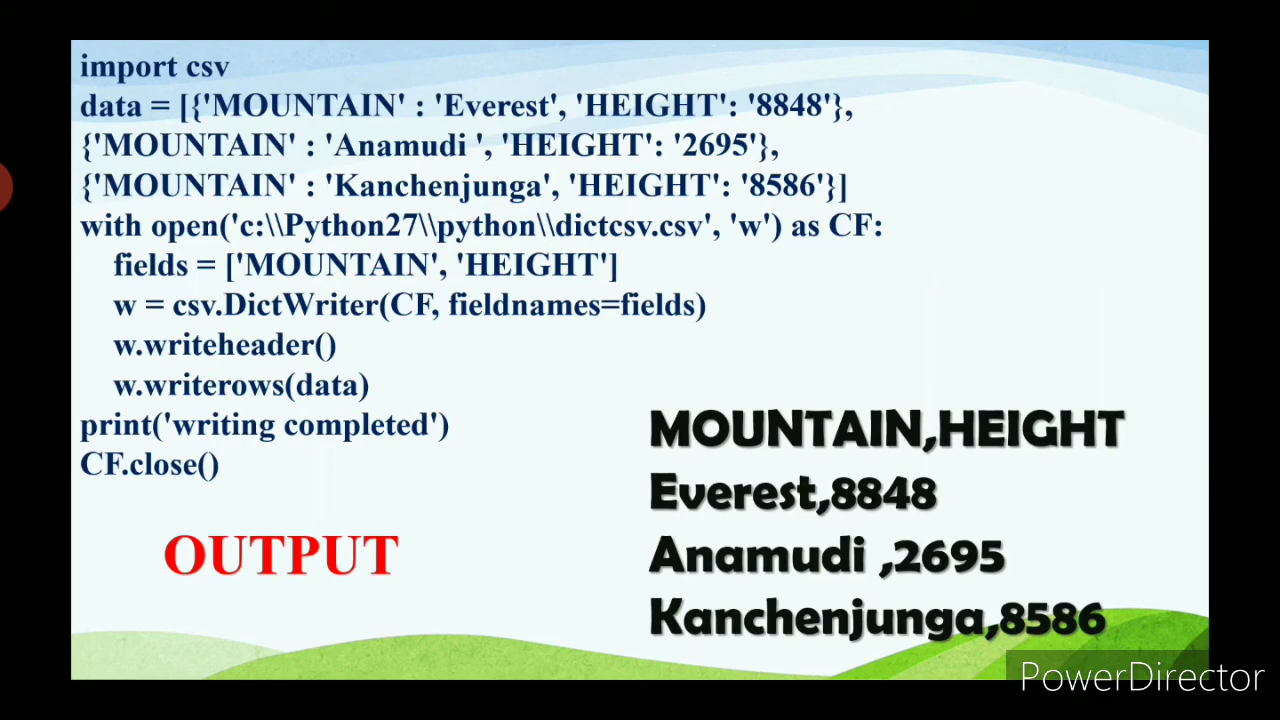 import csv
data = [{'MOUNTAIN' : 'Everest', 'HEIGHT': '8848'},
{'MOUNTAIN' : 'Anamudi ', 'HEIGHT': '2695'},
{'MOUNTAIN' : 'Kanchenjunga', 'HEIGHT': '8586'}]
with open('c:\\Python27\\python\\dictcsv.csv', 'w') as CF:
    fields = ['MOUNTAIN', 'HEIGHT']
    w = csv.DictWriter(CF, fieldnames=fields)
    w.writeheader()
    w.writerows(data)
print('writing completed')
CF.close()
OUTPUT
MOUNTAIN,HEIGHT
Everest,8848
Anamudi ,2695
Kanchenjunga,8586
PowerDirector